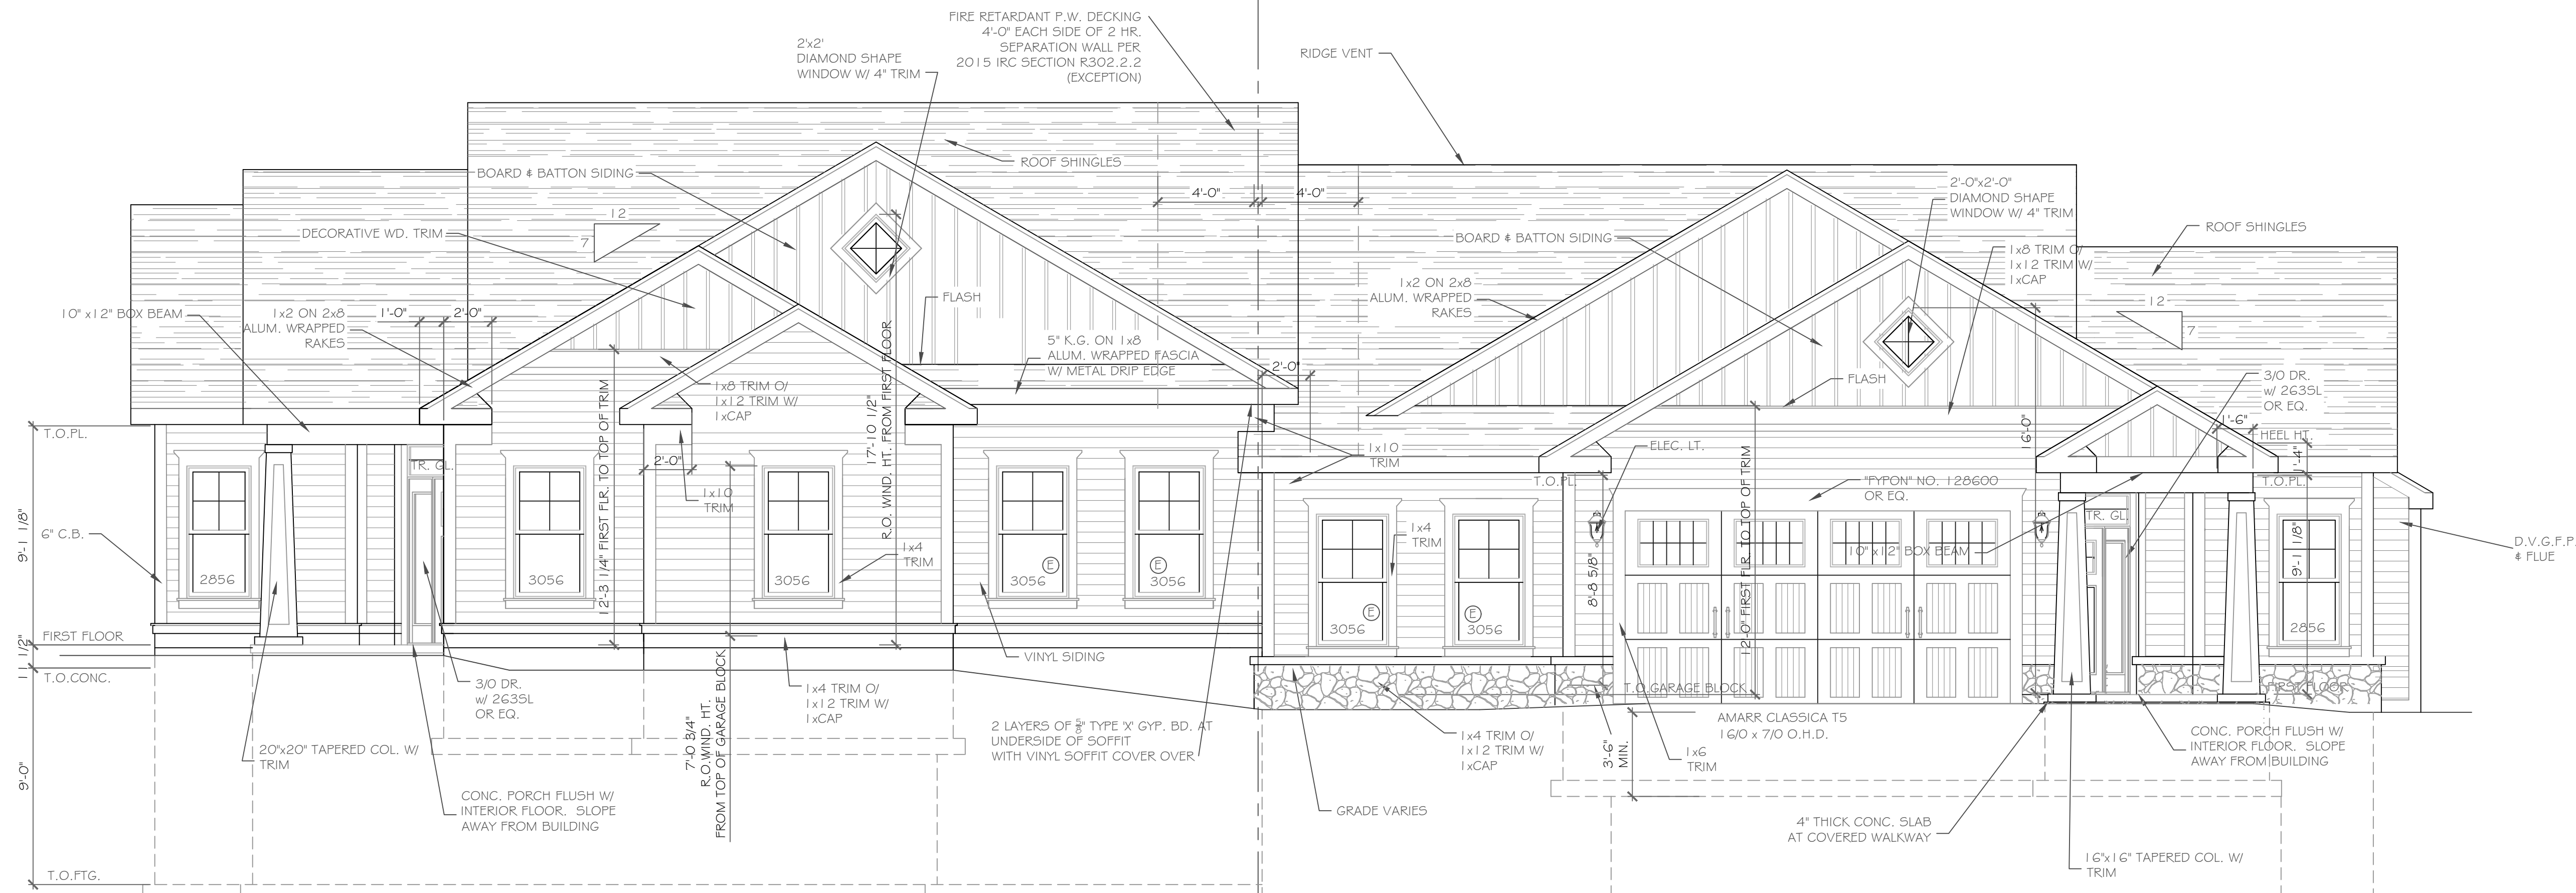 FIRE RETARDANT P.W. DECKING
4'-0" EACH SIDE OF 2 HR.
SEPARATION WALL PER
2015 IRC SECTION R302.2.2
(EXCEPTION)
2'x2'
DIAMOND SHAPE
WINDOW W/ 4" TRIM
RIDGE VENT
ROOF SHINGLES
BOARD & BATTON SIDING
4'-0"
4'-0"
2'-0"x2'-0"
DIAMOND SHAPE
WINDOW W/ 4" TRIM
12
7
DECORATIVE WD. TRIM
BOARD & BATTON SIDING
ROOF SHINGLES
1x8 TRIM O/
1x12 TRIM W/
1xCAP
1x2 ON 2x8
ALUM. WRAPPED
RAKES
FLASH
12
7
10" x12" BOX BEAM
1x2 ON 2x8
ALUM. WRAPPED
RAKES
1'-0"
2'-0"
5" K.G. ON 1x8
ALUM. WRAPPED FASCIA
W/ METAL DRIP EDGE
2'-0"
1x8 TRIM O/
1x12 TRIM W/
1xCAP
FLASH
3/0 DR.
w/ 263SL
OR EQ.
1'-6"
HEEL HT.
1'-4"
6'-0"
T.O.PL.
TR. GL.
2'-0"
1x10
TRIM
1x10
TRIM
ELEC. LT.
T.O.PL.
"FYPON" NO. 128600
OR EQ.
T.O.PL.
TR. GL.
17'-10 1/2"
R.O. WIND. HT. FROM FIRST FLOOR
12'-3 1/4" FIRST FLR. TO TOP OF TRIM
12'-0" FIRST FLR. TO TOP OF TRIM
9'-1 1/8"
6" C.B.
1x4
TRIM
1x4
TRIM
10" x12" BOX BEAM
D.V.G.F.P.
& FLUE
9'-1 1/8"
8'-8 5/8"
2856
3056
3056
3056
E
E
3056
E
3056
E
3056
2856
FIRST FLOOR
11 1/2"
T.O.CONC.
VINYL SIDING
T.O.GARAGE BLOCK
FIRST FLOOR
3/0 DR.
w/ 263SL
OR EQ.
1x4 TRIM O/
1x12 TRIM W/
1xCAP
7'-0 3/4"
R.O.WIND. HT.
FROM TOP OF GARAGE BLOCK
2 LAYERS OF 5/8 TYPE 'X' GYP. BD. AT
UNDERSIDE OF SOFFIT
WITH VINYL SOFFIT COVER OVER
1x4 TRIM O/
1x12 TRIM W/
1xCAP
3'-6"
MIN.
1x6
TRIM
AMARR CLASSICA T5
16/0 x 7/0 O.H.D.
CONC. PORCH FLUSH W/
INTERIOR FLOOR. SLOPE
AWAY FROM BUILDING
20"x20" TAPERED COL. W/
TRIM
9'-0"
CONC. PORCH FLUSH W/
INTERIOR FLOOR. SLOPE
AWAY FROM BUILDING
GRADE VARIES
4" THICK CONC. SLAB
AT COVERED WALKWAY
16"x16" TAPERED COL. W/
TRIM
T.O.FTG.